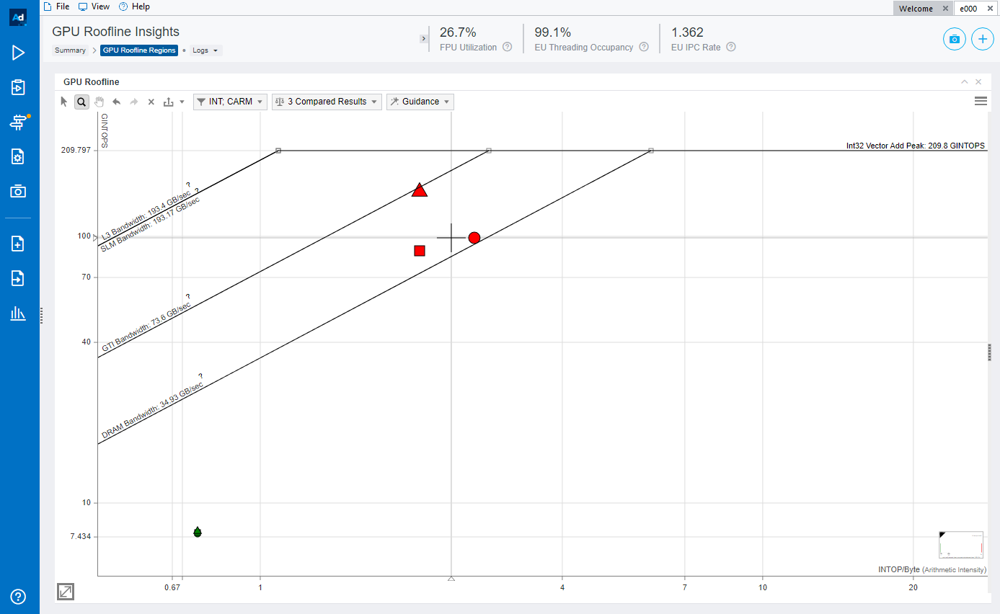 Ad
File View Help
Welcome e000
GPU Roofline Insights
Summary GPU Roofline Regions Logs
26.7%
FPU Utilization
99.1%
EU Threading Occupancy
1.362
EU IPC Rate
GPU Roofline
INT; CARM 3 Compared Results Guidance
GINTOPS
209.797
100
70
40
10
7.434
Int32 Vector Add Peak: 209.8 GINTOPS
L3 Bandwidth: 193.4 GB/sec ?
SLM Bandwidth: 193.17 GB/sec ?
GTI Bandwidth: 73.6 GB/sec ?
DRAM Bandwidth: 34.93 GB/sec ?
INTOP/Byte (Arithmetic Intensity)
0.67 1 4 7 10 20